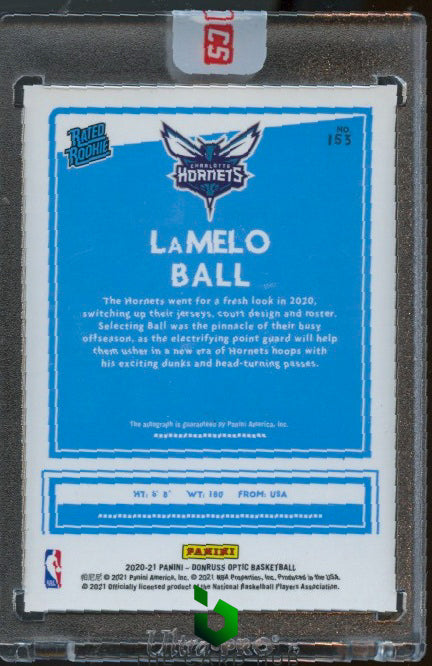 ICS
RATED
ROOKIE
NO.
153
CHARLOTTE
HORNETS
LAMELO
BALL
The Hornets went for a fresh look in 2020,
switching up their jerseys, court design and roster.
Selecting Ball was the pinnacle of their busy
offseason, as the electrifying point guard will help
them usher in a new era of Hornets hoops with
his exciting dunks and head-turning passes.
The autograph is guaranteed by Panini America, Inc.
HT: 6' 8" WT: 180 FROM: USA
PANINI
2020-21 PANINI – DONRUSS OPTIC BASKETBALL
帕尼尼 © 2021 Panini America, Inc. © 2021 NBA Properties, Inc. Produced in the USA.
© 2021 Officially licensed product of the National Basketball Players Association.
NBA
Ultra·PRO